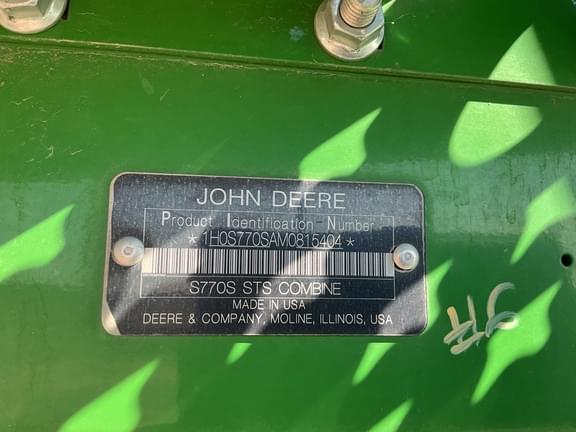 JOHN DEERE
Product Identification Number
*1H0S770SAM0815404*
S770S STS COMBINE
MADE IN USA
DEERE & COMPANY, MOLINE, ILLINOIS, USA